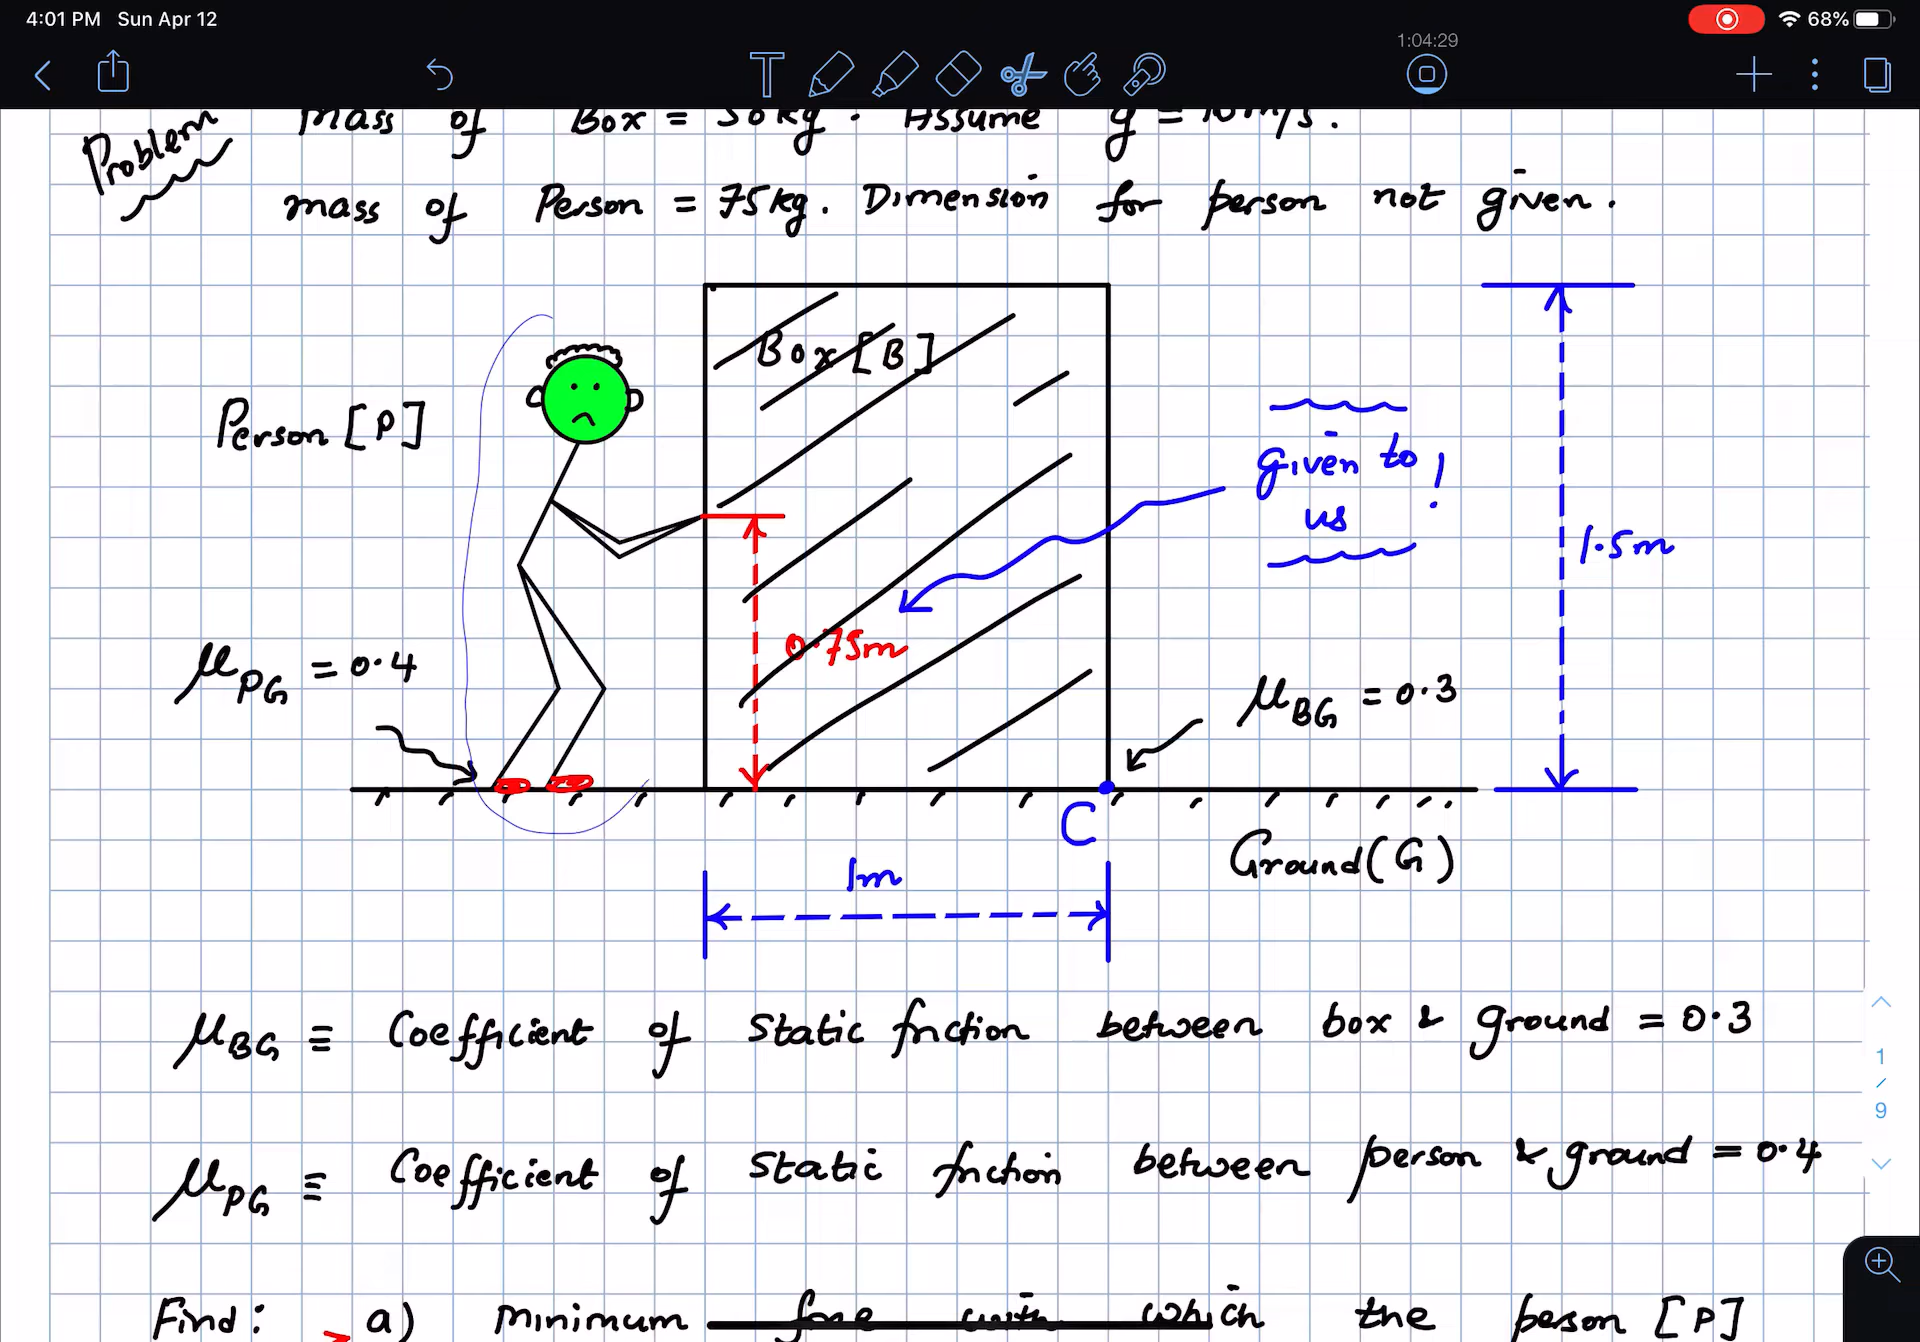 4:01 PM Sun Apr 12
68%
1:04:29
Problem
mass of Box = 50kg. Assume g = 10m/s.
mass of Person = 75kg. Dimension for person not given.
Box [B]
Person [P]
given to us!
1.5m
0.75m
μPG = 0.4
μBG = 0.3
C
Ground(G)
1m
μBG ≡ Coefficient of Static friction between box & ground = 0.3
μPG ≡ Coefficient of Static friction between person & ground = 0.4
1
/
9
Find: a) minimum force with which the person [P]